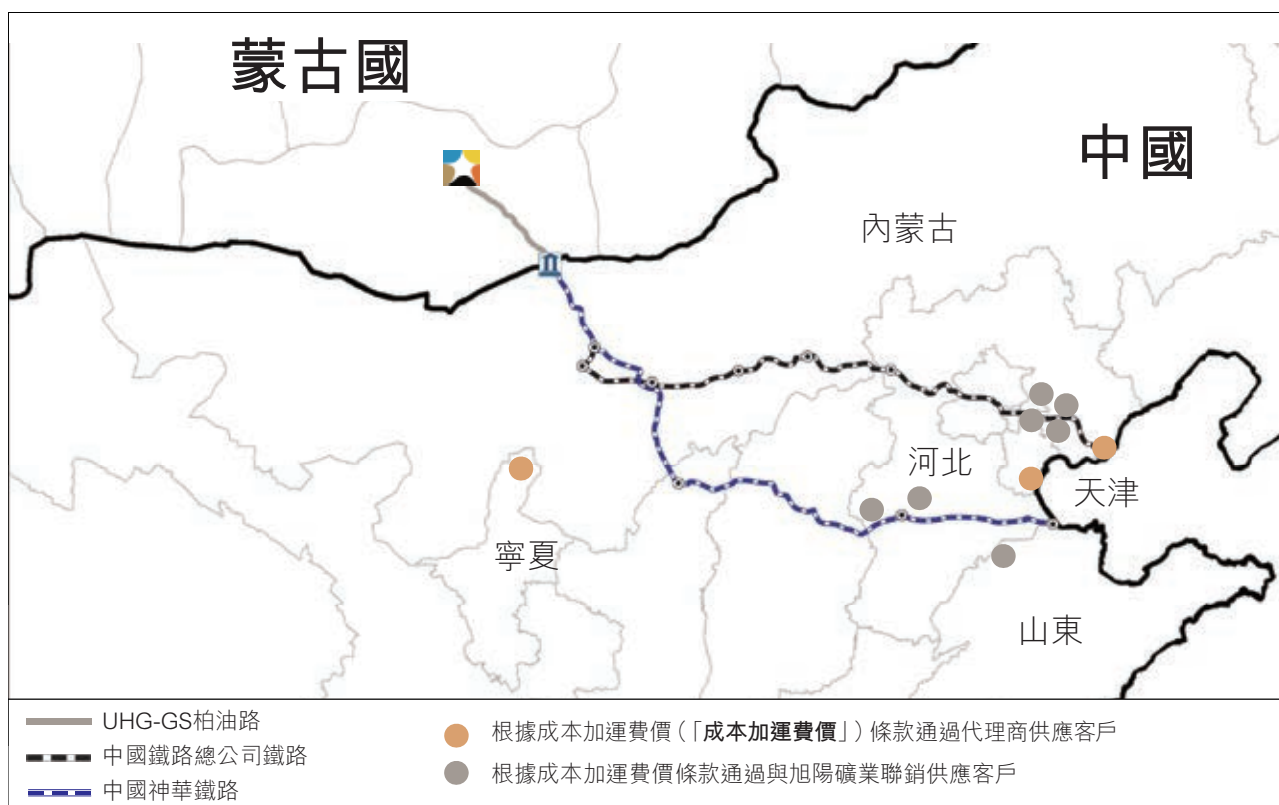 蒙古國
中國
內蒙古
河北
天津
寧夏
山東
UHG-GS柏油路
中國鐵路總公司鐵路
中國神華鐵路
根據成本加運費價（「成本加運費價」）條款通過代理商供應客戶
根據成本加運費價條款通過與旭陽礦業聯銷供應客戶